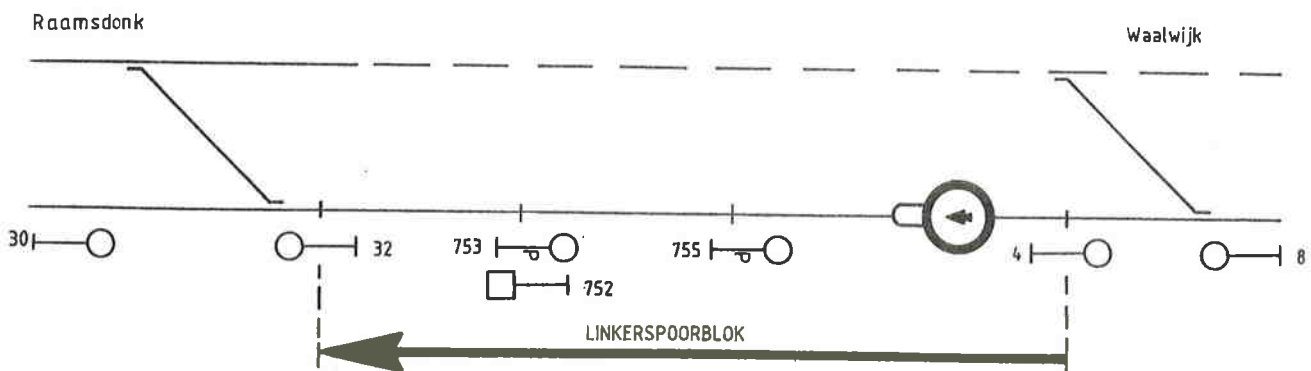 Raamsdonk
Waalwijk
30
32
753
P
755
P
4
8
752
LINKERSPOORBLOK